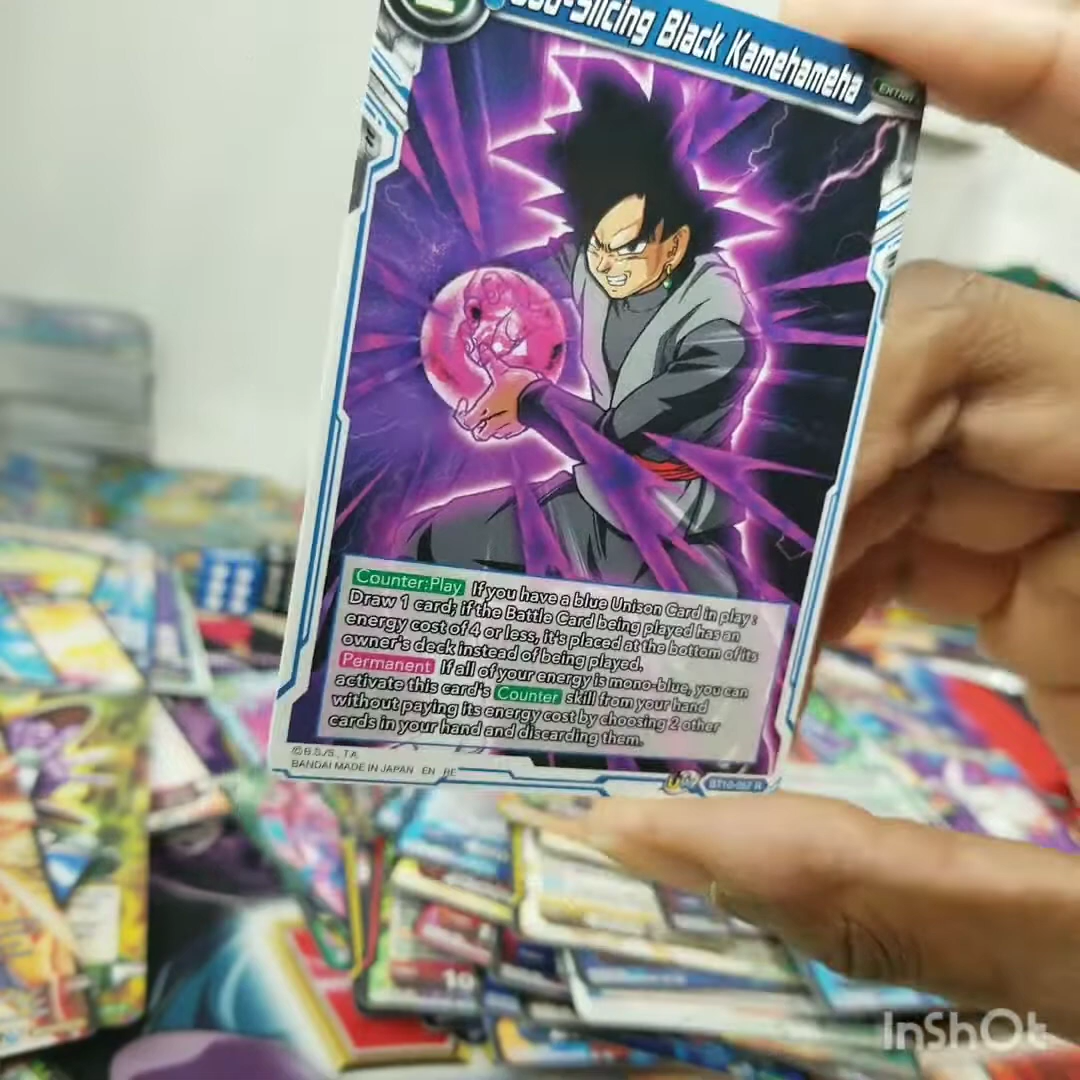 -Slicing Black Kamehameha
EXTRA
Counter:Play If you have a blue Unison Card in play:
Draw 1 card; if the Battle Card being played has an
energy cost of 4 or less, it's placed at the bottom of its
owner's deck instead of being played.
Permanent If all of your energy is mono-blue, you can
activate this card's Counter skill from your hand
without paying its energy cost by choosing 2 other
cards in your hand and discarding them.
©B.S./S., T.A.
BANDAI MADE IN JAPAN EN BE
10
InShOt